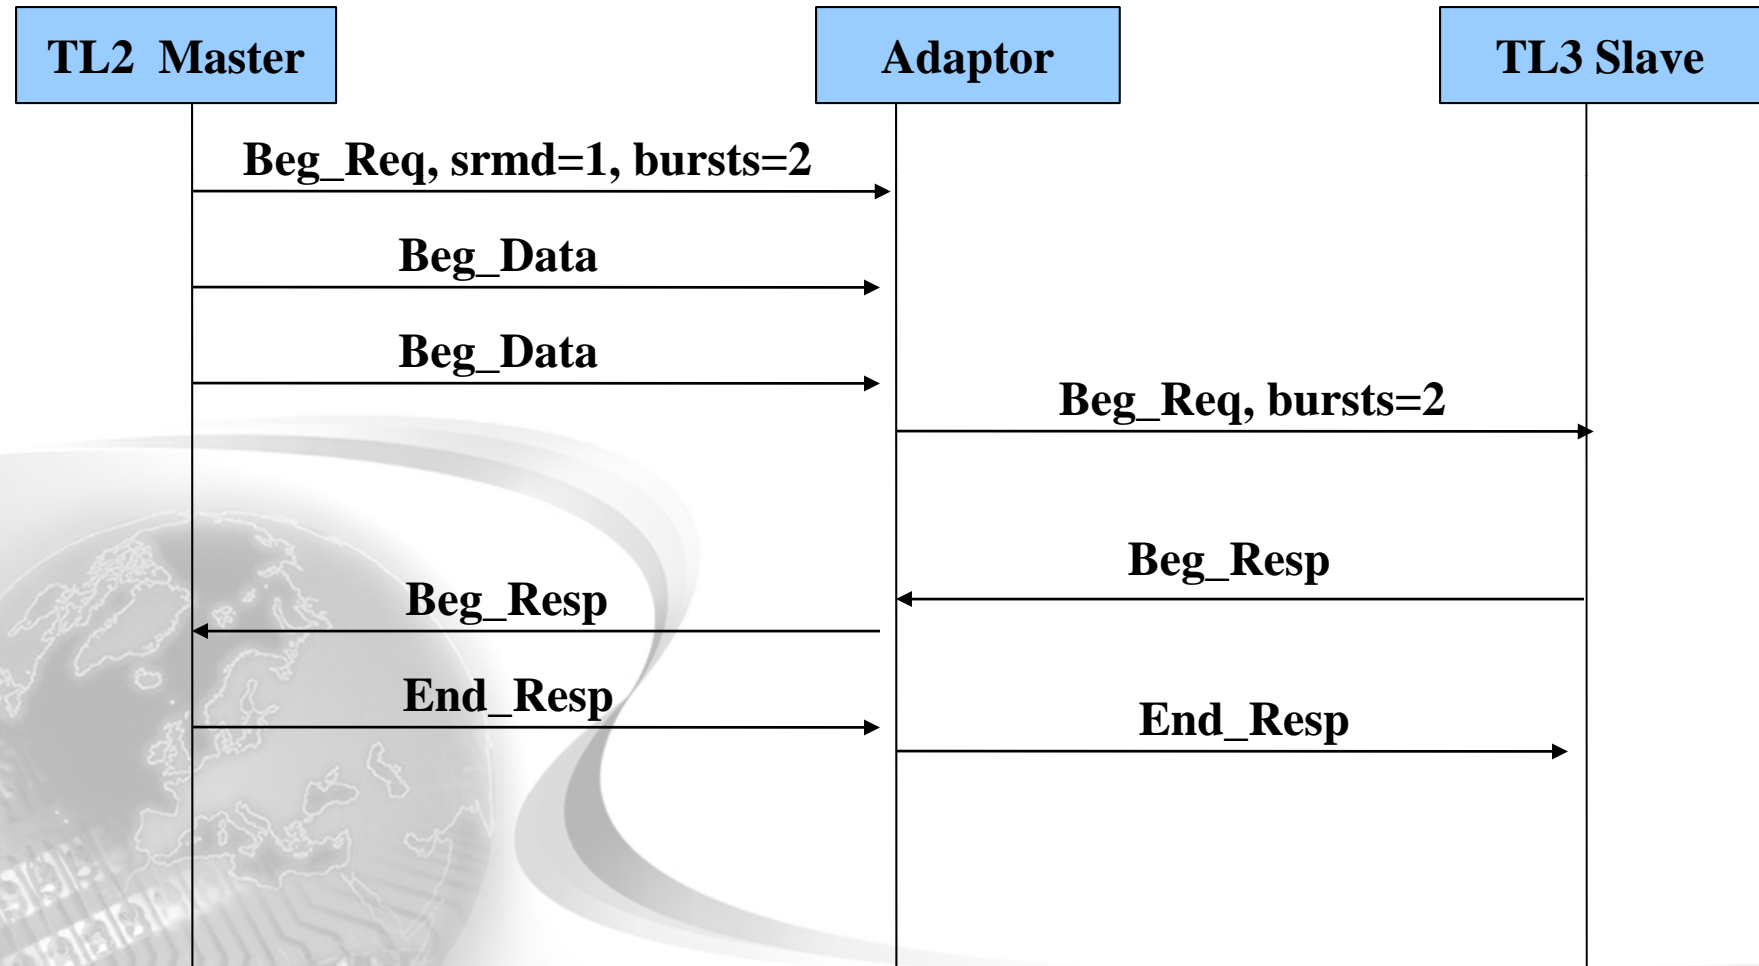 TL2 Master
Adaptor
TL3 Slave
Beg_Req, srmd=1, bursts=2
Beg_Data
Beg_Data
Beg_Req, bursts=2
Beg_Resp
Beg_Resp
End_Resp
End_Resp